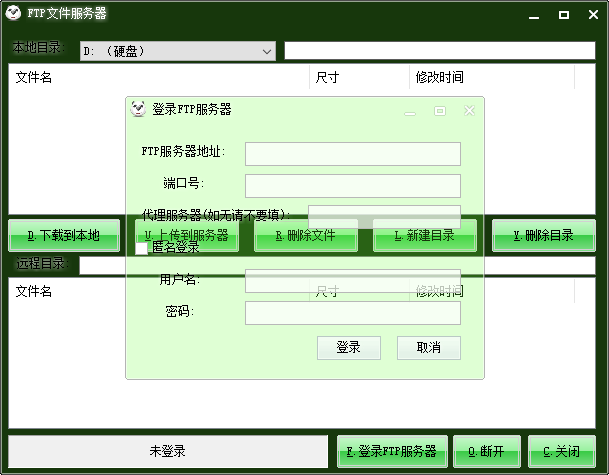 FTP文件服务器
本地目录
D: (硬盘)
文件名 尺寸 修改时间
登录FTP服务器
FTP服务器地址:
端口号:
代理服务器(如无请不要填):
D.下载到本地 U.上传到服务器 R.删除文件 L.新建目录 V.删除目录
匿名登录
远程目录
用户名:
文件名 尺寸 修改时间
密码:
登录 取消
未登录 E.登录FTP服务器 O.断开 C.关闭